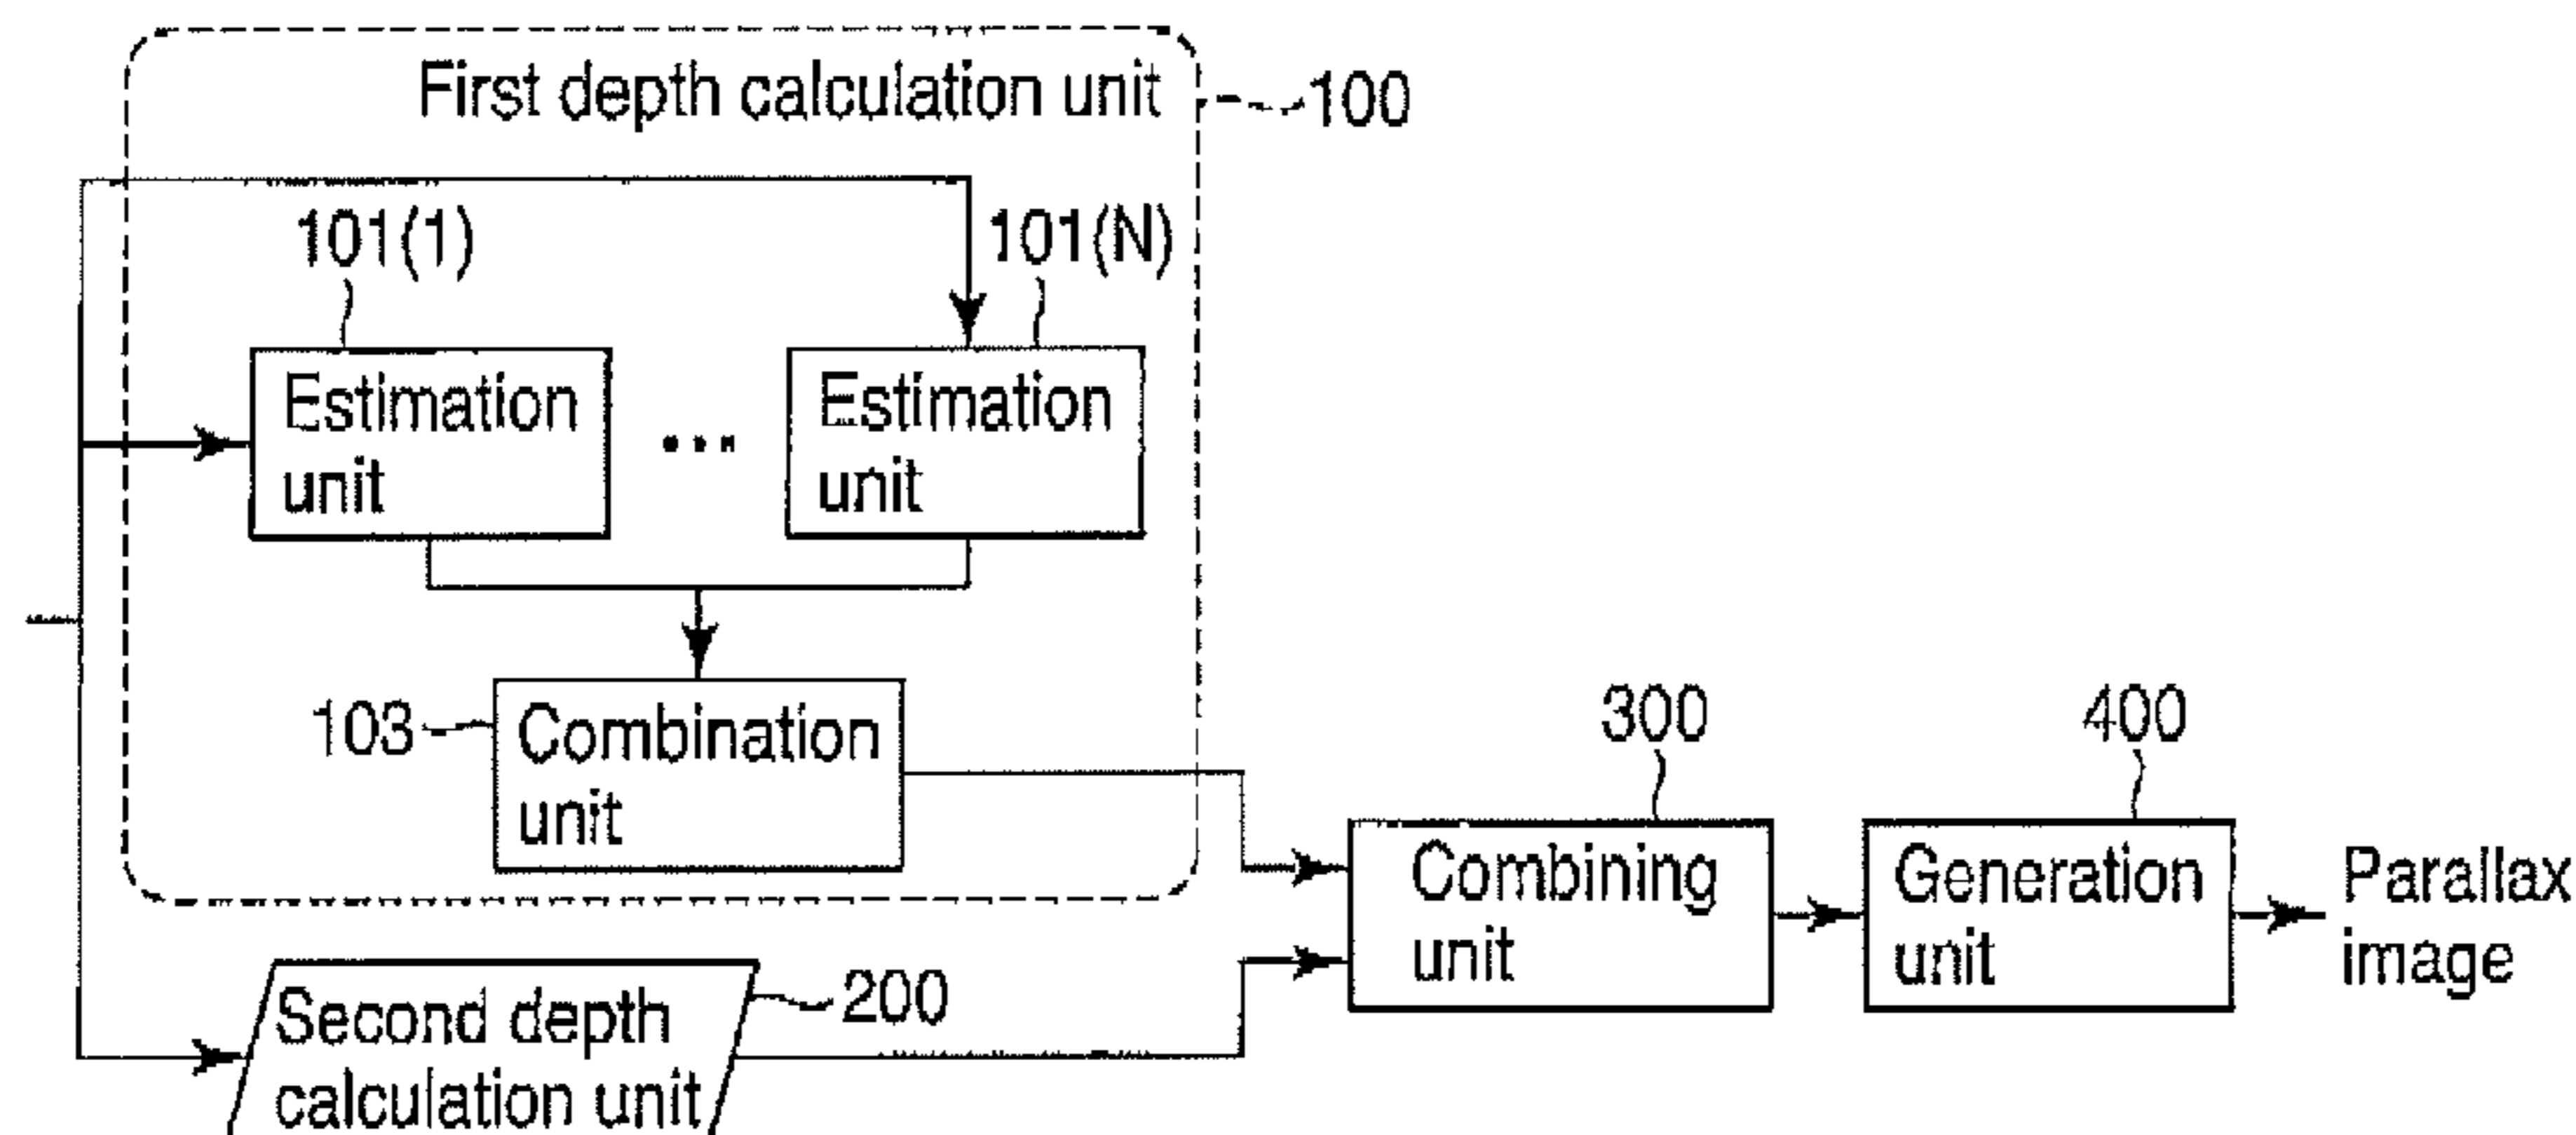 First depth calculation unit
100
101(1)
101(N)
Estimation
unit
...
Estimation
unit
103
Combination
unit
300
400
Combining
unit
Generation
unit
Parallax
image
Second depth
calculation unit
200